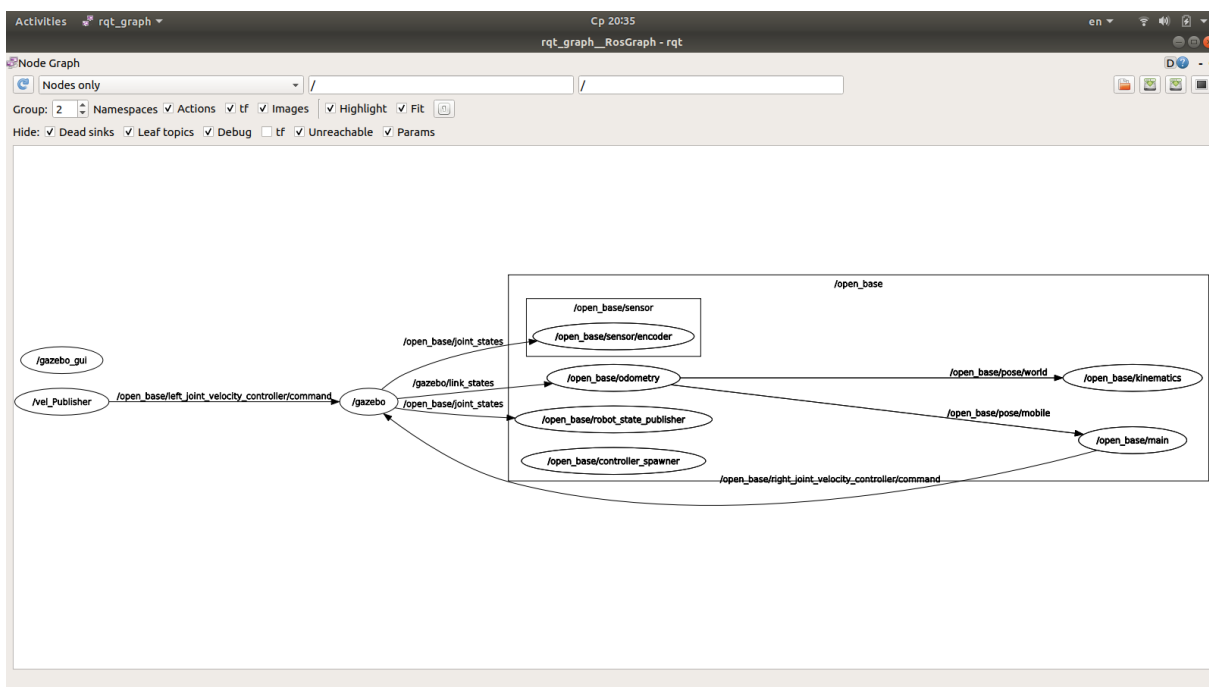 Activities rqt_graph Ср 20:35 en
rqt_graph__RosGraph - rqt
Node Graph D -
Nodes only / /
Group: 2 Namespaces Actions tf Images Highlight Fit
Hide: Dead sinks Leaf topics Debug tf Unreachable Params
/open_base
/open_base/sensor
/open_base/joint_states /open_base/sensor/encoder
/gazebo_gui
/gazebo/link_states /open_base/odometry /open_base/pose/world /open_base/kinematics
/vel_Publisher /open_base/left_joint_velocity_controller/command /gazebo /open_base/joint_states
/open_base/robot_state_publisher /open_base/pose/mobile
/open_base/main
/open_base/controller_spawner
/open_base/right_joint_velocity_controller/command